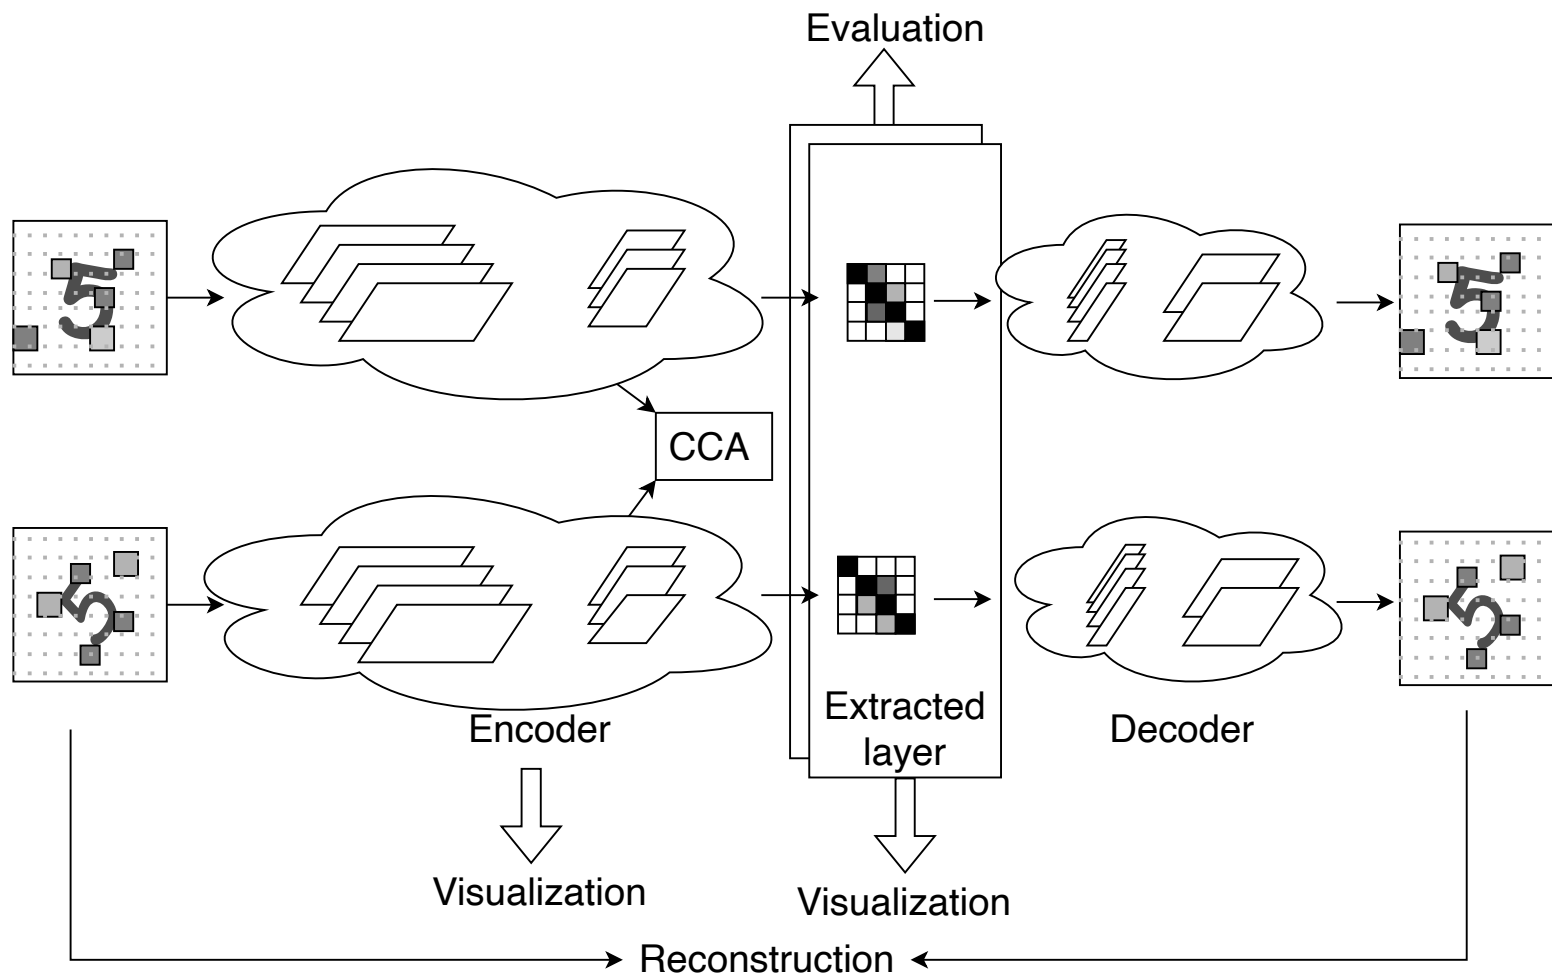 Evaluation
CCA
Encoder
Extracted
layer
Decoder
Visualization
Visualization
Reconstruction